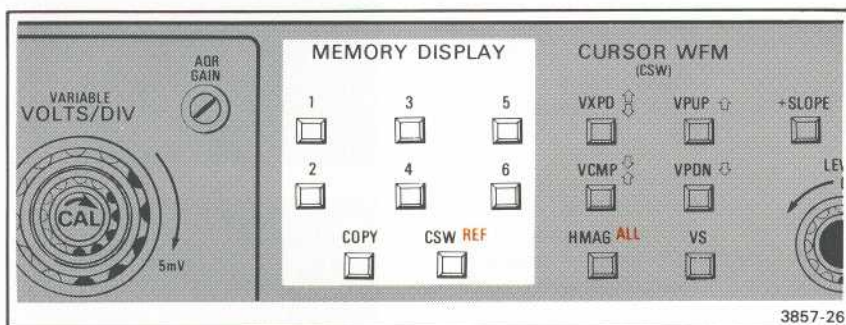 AQR
GAIN
VARIABLE
VOLTS/DIV
CAL
5mV
MEMORY DISPLAY
1 3 5
2 4 6
COPY CSW REF
CURSOR WFM
(CSW)
VXPD ⇧⇩ VPUP ⇧ +SLOPE
VCMP ⇩⇧ VPDN ⇩
HMAG ALL VS
3857-26